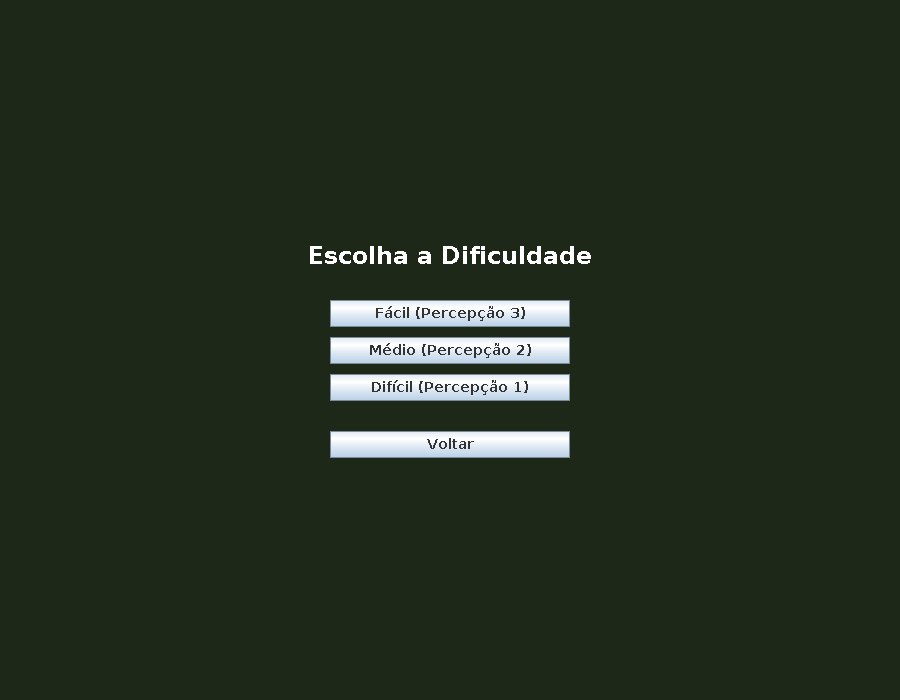 Escolha a Dificuldade
Fácil (Percepção 3)
Médio (Percepção 2)
Difícil (Percepção 1)
Voltar